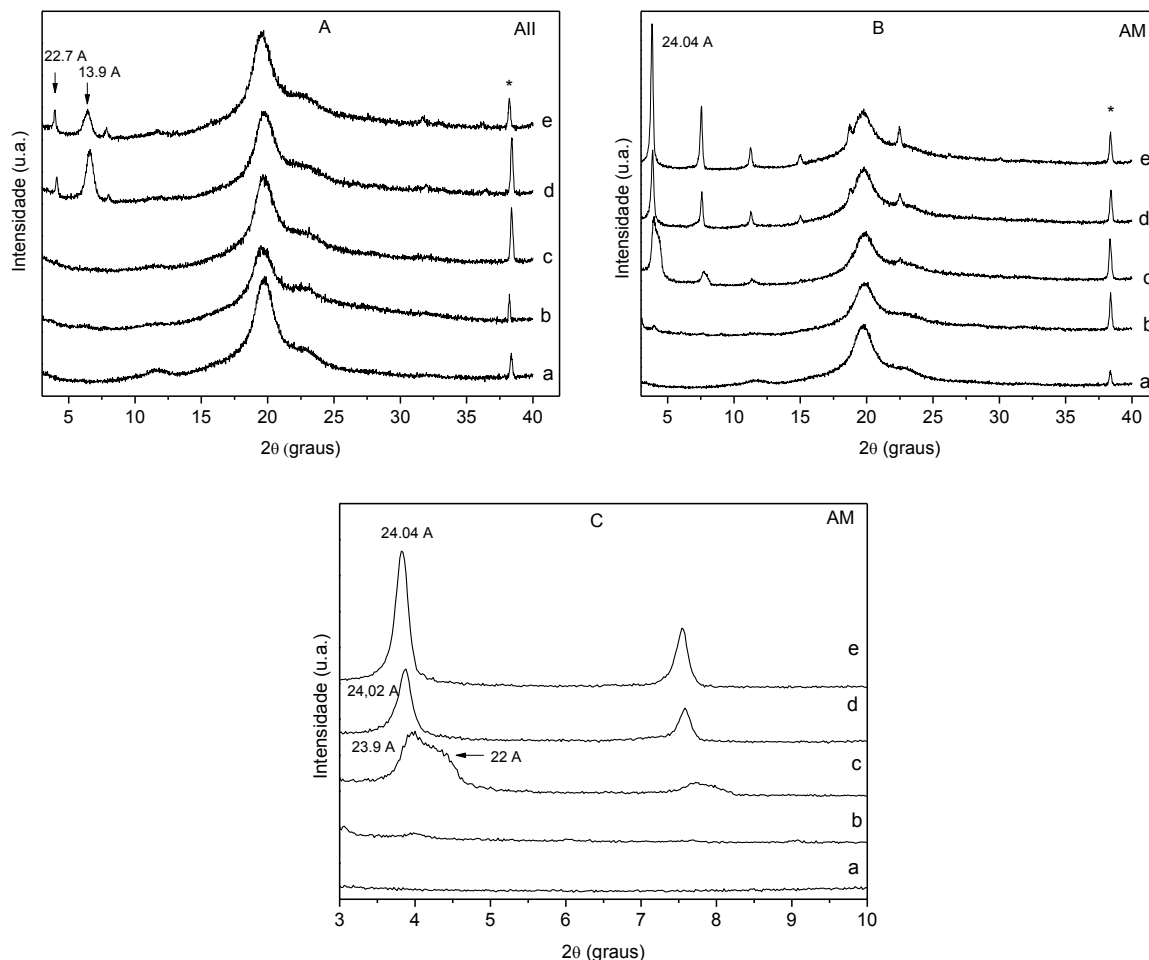 A
AII
22.7 A
13.9 A
*
e
d
c
b
a
Intensidade (u.a.)
5 10 15 20 25 30 35 40
2θ (graus)
B
AM
24.04 A
*
e
d
c
b
a
Intensidade (u.a.)
5 10 15 20 25 30 35 40
2θ (graus)
C
AM
24.04 A
e
24,02 A
d
23.9 A
22 A
c
b
a
Intensidade (u.a.)
3 4 5 6 7 8 9 10
2θ (graus)